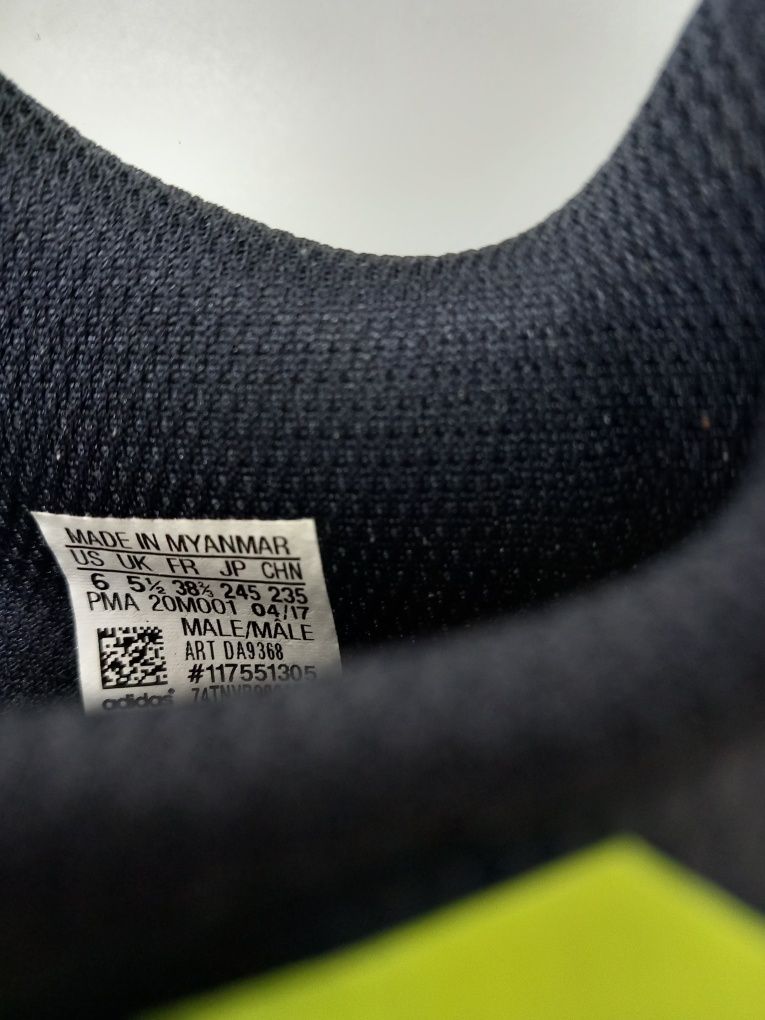 MADE IN MYANMAR
US UK FR JP CHN
6 5½ 38⅔ 245 235
PMA 20M001 04/17
MALE/MÂLE
ART DA9368
#117551305
adidas